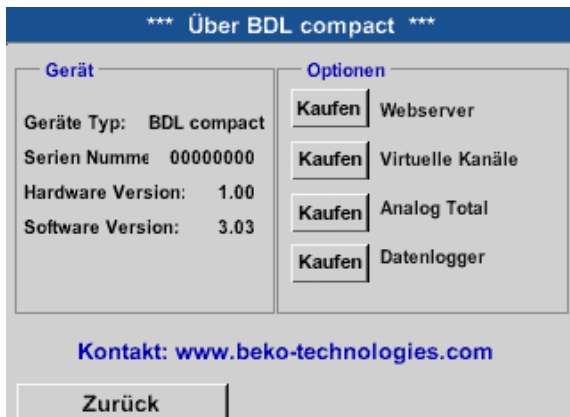 *** Über BDL compact ***
Gerät
Geräte Typ: BDL compact
Serien Numme 00000000
Hardware Version: 1.00
Software Version: 3.03
Optionen
Kaufen Webserver
Kaufen Virtuelle Kanäle
Kaufen Analog Total
Kaufen Datenlogger
Kontakt: www.beko-technologies.com
Zurück